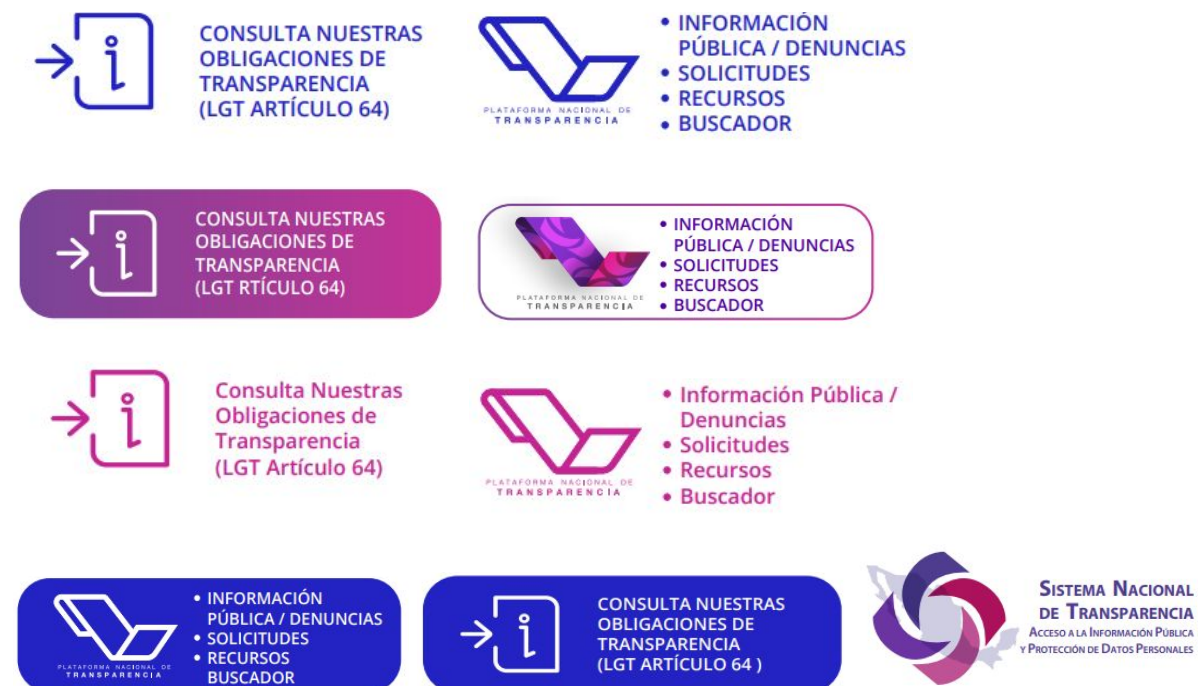 CONSULTA NUESTRAS
OBLIGACIONES DE
TRANSPARENCIA
(LGT ARTÍCULO 64)
PLATAFORMA NACIONAL DE
TRANSPARENCIA
• INFORMACIÓN
PÚBLICA / DENUNCIAS
• SOLICITUDES
• RECURSOS
• BUSCADOR
CONSULTA NUESTRAS
OBLIGACIONES DE
TRANSPARENCIA
(LGT RTÍCULO 64)
PLATAFORMA NACIONAL DE
TRANSPARENCIA
• INFORMACIÓN
PÚBLICA / DENUNCIAS
• SOLICITUDES
• RECURSOS
• BUSCADOR
Consulta Nuestras
Obligaciones de
Transparencia
(LGT Artículo 64)
PLATAFORMA NACIONAL DE
TRANSPARENCIA
• Información Pública /
Denuncias
• Solicitudes
• Recursos
• Buscador
PLATAFORMA NACIONAL DE
TRANSPARENCIA
• INFORMACIÓN
PÚBLICA / DENUNCIAS
• SOLICITUDES
• RECURSOS
BUSCADOR
CONSULTA NUESTRAS
OBLIGACIONES DE
TRANSPARENCIA
(LGT ARTÍCULO 64 )
SISTEMA NACIONAL
DE TRANSPARENCIA
ACCESO A LA INFORMACIÓN PÚBLICA
Y PROTECCIÓN DE DATOS PERSONALES